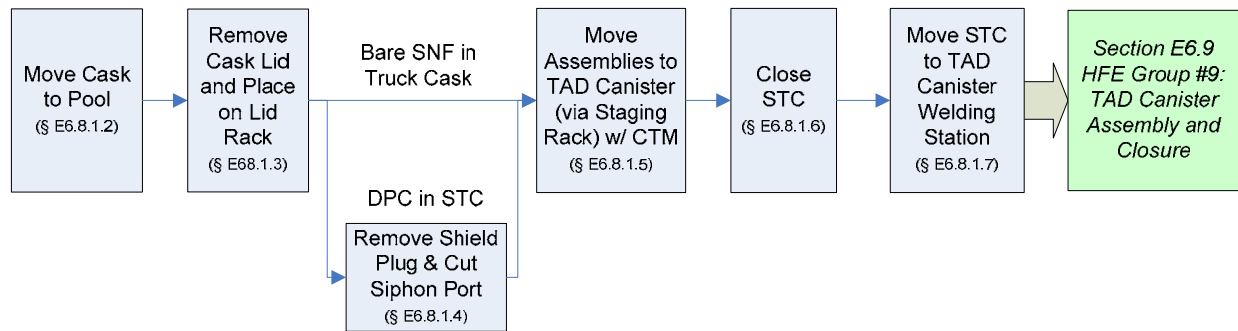 Move Cask
to Pool
(§ E6.8.1.2)
Remove
Cask Lid
and Place
on Lid
Rack
(§ E68.1.3)
Bare SNF in
Truck Cask
DPC in STC
Remove Shield
Plug & Cut
Siphon Port
(§ E6.8.1.4)
Move
Assemblies to
TAD Canister
(via Staging
Rack) w/ CTM
(§ E6.8.1.5)
Close
STC
(§ E6.8.1.6)
Move STC
to TAD
Canister
Welding
Station
(§ E6.8.1.7)
Section E6.9
HFE Group #9:
TAD Canister
Assembly and
Closure